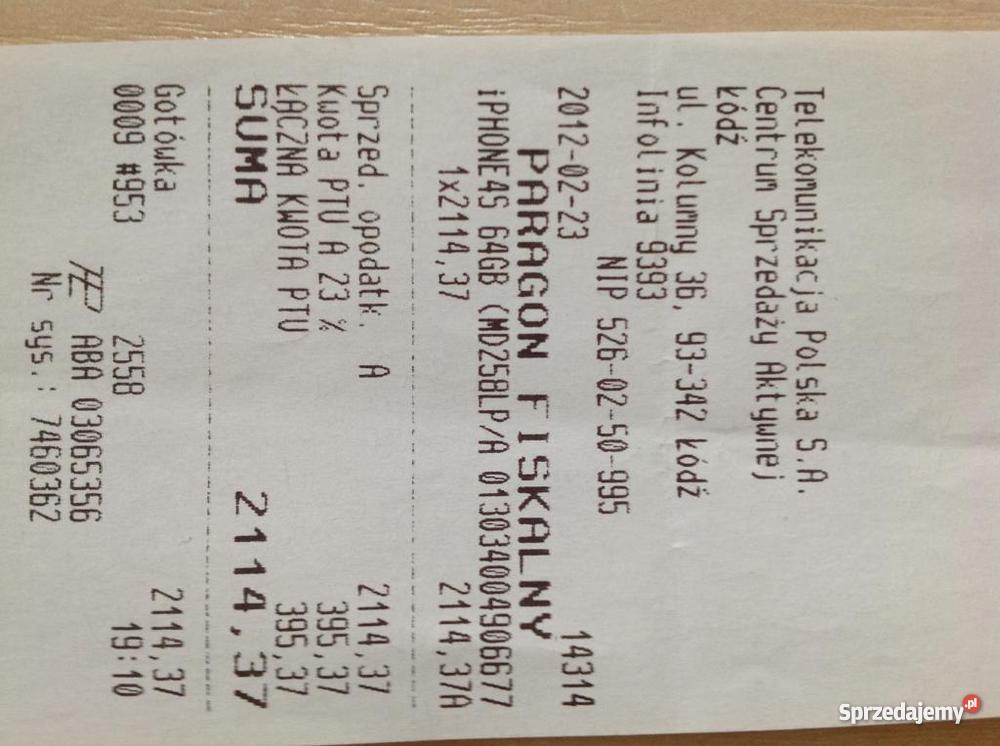 Telekomunikacja Polska S.A.
Centrum Sprzedaży Aktywnej
Łódź
ul. Kolumny 36, 93-342 Łódź
Infolinia 9393
NIP 526-02-50-995
2012-02-23 14314
PARAGON FISKALNY
iPHONE4S 64GB (MD258LP/A 013034004906677
1x2114,37 2114,37A
Sprzed. opodatk. A 2114,37
Kwota PTU A 23 % 395,37
ŁĄCZNA KWOTA PTU 395,37
SUMA 2114,37
Gotówka 2114,37
0009 #953 2558 19:10
ABA 03065356
Nr sys.: 7460362
Sprzedajemy.pl